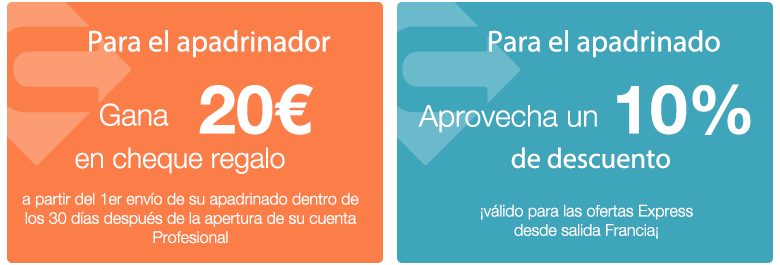 Para el apadrinador
Gana 20€
en cheque regalo
a partir del 1er envío de su apadrinado dentro de
los 30 días después de la apertura de su cuenta
Profesional
Para el apadrinado
Aprovecha un 10%
de descuento
¡válido para las ofertas Express
desde salida Francia¡